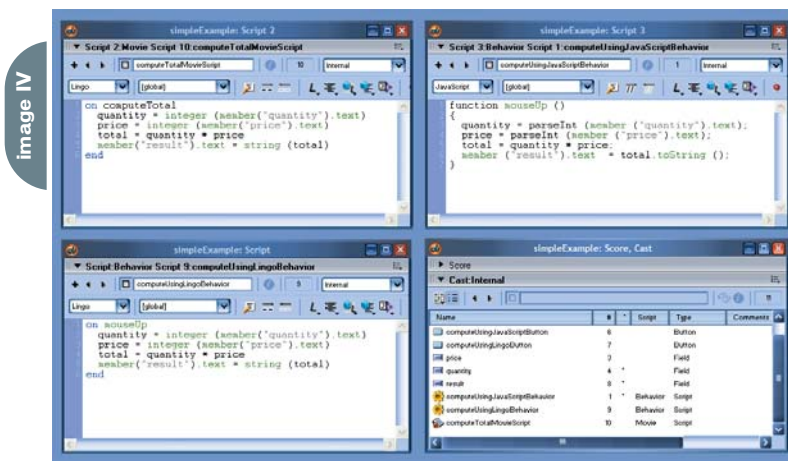 image IV
simpleExample: Script 2
Script 2:Movie Script 10:computeTotalMovieScript
computeTotalMovieScript 10 Internal
Lingo [global]
on computeTotal
quantity = integer (member("quantity").text)
price = integer (member("price").text)
total = quantity * price
member("result").text = string (total)
end
simpleExample: Script 3
Script 3:Behavior Script 1:computeUsingJavaScriptBehavior
computeUsingJavaScriptBehavior 1 Internal
JavaScript [global]
function mouseUp ()
{
quantity = parseInt (member ("quantity").text);
price = parseInt (member ("price").text);
total = quantity * price;
member ("result").text = total.toString ();
}
simpleExample: Script
Script:Behavior Script 9:computeUsingLingoBehavior
computeUsingLingoBehavior 9 Internal
Lingo [global]
on mouseUp
quantity = integer (member("quantity").text)
price = integer (member("price").text)
total = quantity * price
member("result").text = string (total)
end
simpleExample: Score, Cast
Score
Cast:Internal
Name # * Script Type Comments
computeUsingJavaScriptButton 6 Button
computeUsingLingoButton 7 Button
price 3 Field
quantity 4 * Field
result 8 * Field
computeUsingJavaScriptBehavior 1 * Behavior Script
computeUsingLingoBehavior 9 Behavior Script
computeTotalMovieScript 10 Movie Script